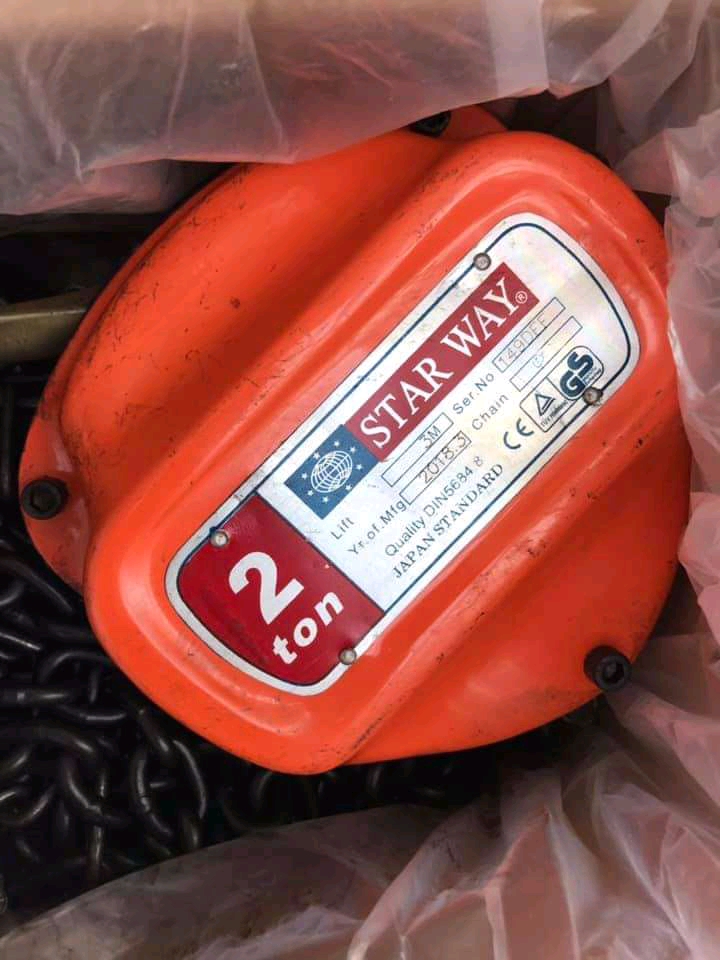 STAR WAY®
Lift 3M Ser.No 149DFF
Yr.of.Mfg 2018.3 Chain
Quality DIN5684 8
JAPAN STANDARD
CE
GS
2
ton